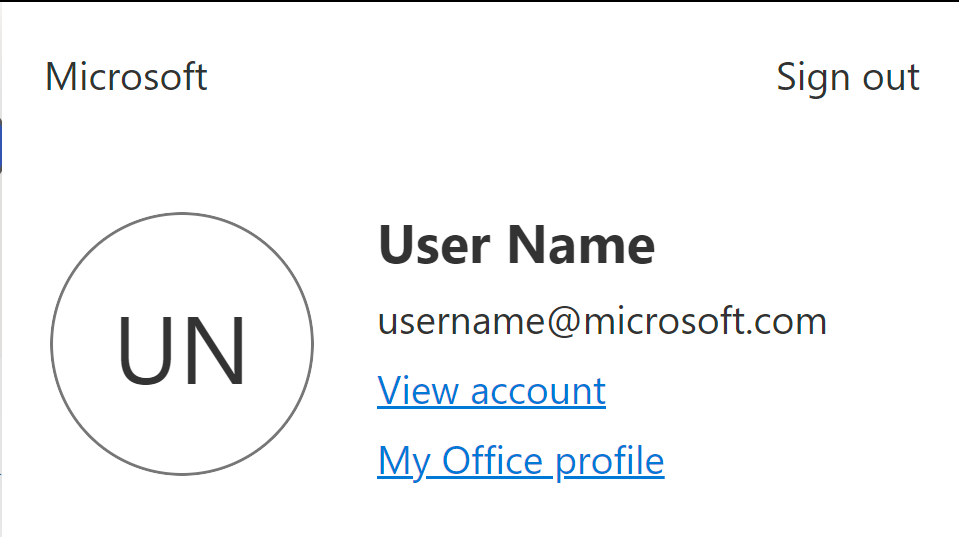 Microsoft
Sign out
UN
User Name
username@microsoft.com
View account
My Office profile